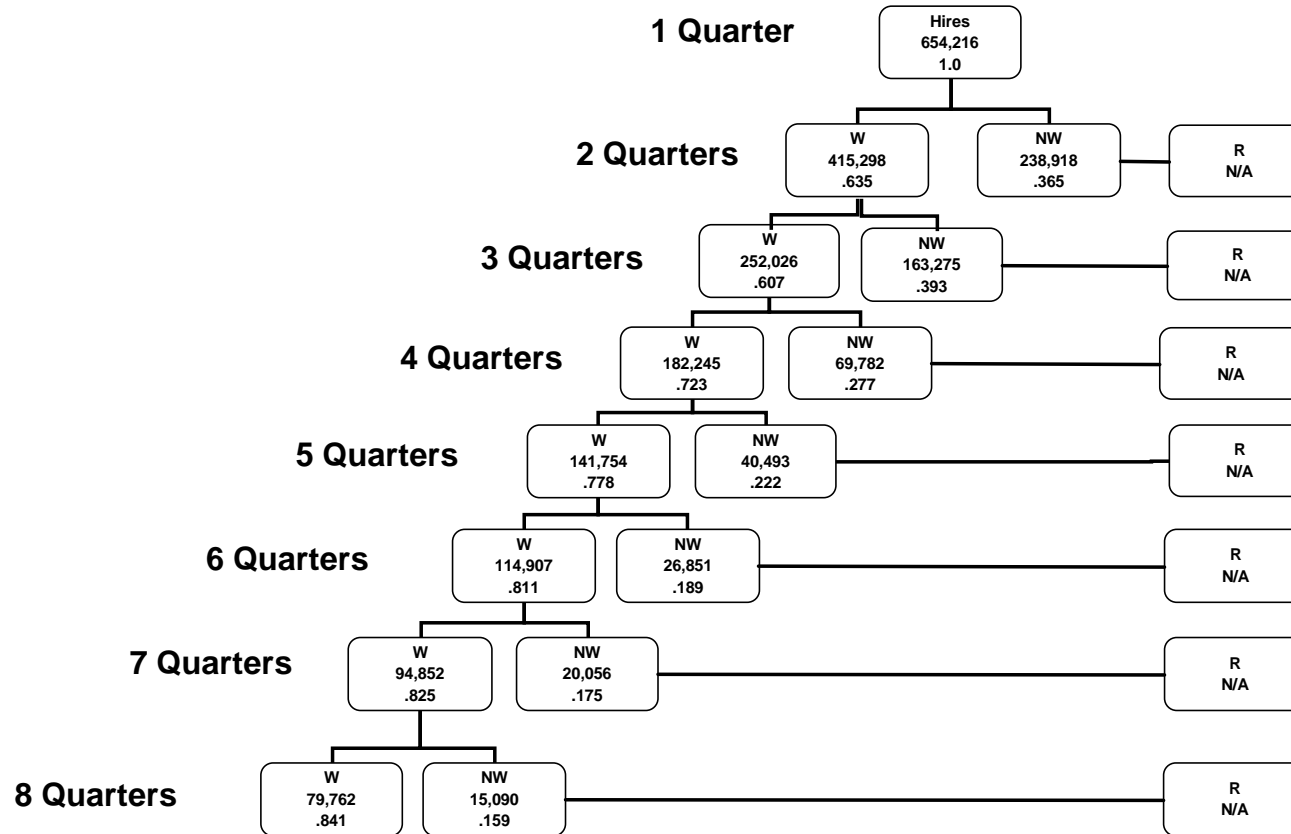 1 Quarter
Hires
654,216
1.0
2 Quarters
W
415,298
.635
NW
238,918
.365
R
N/A
3 Quarters
W
252,026
.607
NW
163,275
.393
R
N/A
4 Quarters
W
182,245
.723
NW
69,782
.277
R
N/A
5 Quarters
W
141,754
.778
NW
40,493
.222
R
N/A
6 Quarters
W
114,907
.811
NW
26,851
.189
R
N/A
7 Quarters
W
94,852
.825
NW
20,056
.175
R
N/A
8 Quarters
W
79,762
.841
NW
15,090
.159
R
N/A